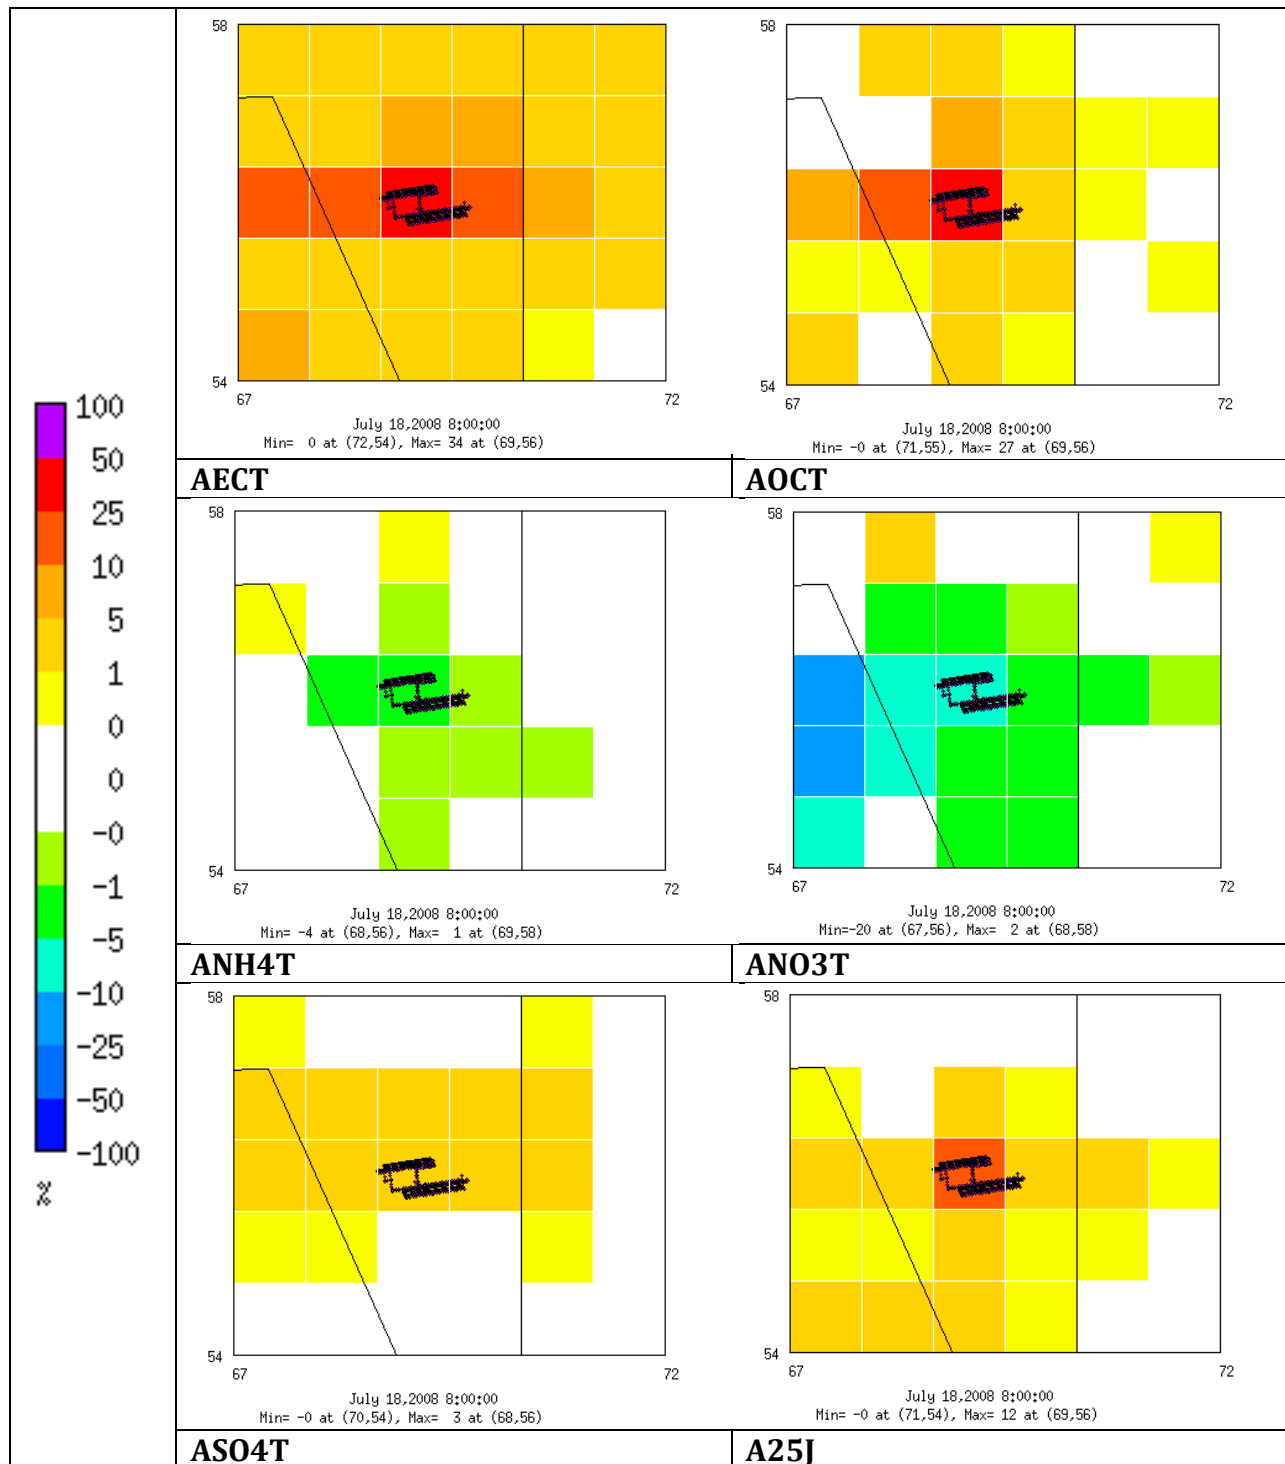 100
50
25
10
5
1
0
0
-0
-1
-5
-10
-25
-50
-100
%
58
54
67
72
July 18,2008 8:00:00
Min= 0 at (72,54), Max= 34 at (69,56)
58
54
67
72
July 18,2008 8:00:00
Min= -0 at (71,55), Max= 27 at (69,56)
AECT
AOCT
58
54
67
72
July 18,2008 8:00:00
Min= -4 at (68,56), Max= 1 at (69,58)
58
54
67
72
July 18,2008 8:00:00
Min=-20 at (67,56), Max= 2 at (68,58)
ANH4T
ANO3T
58
54
67
72
July 18,2008 8:00:00
Min= -0 at (70,54), Max= 3 at (68,56)
58
54
67
72
July 18,2008 8:00:00
Min= -0 at (71,54), Max= 12 at (69,56)
ASO4T
A25J